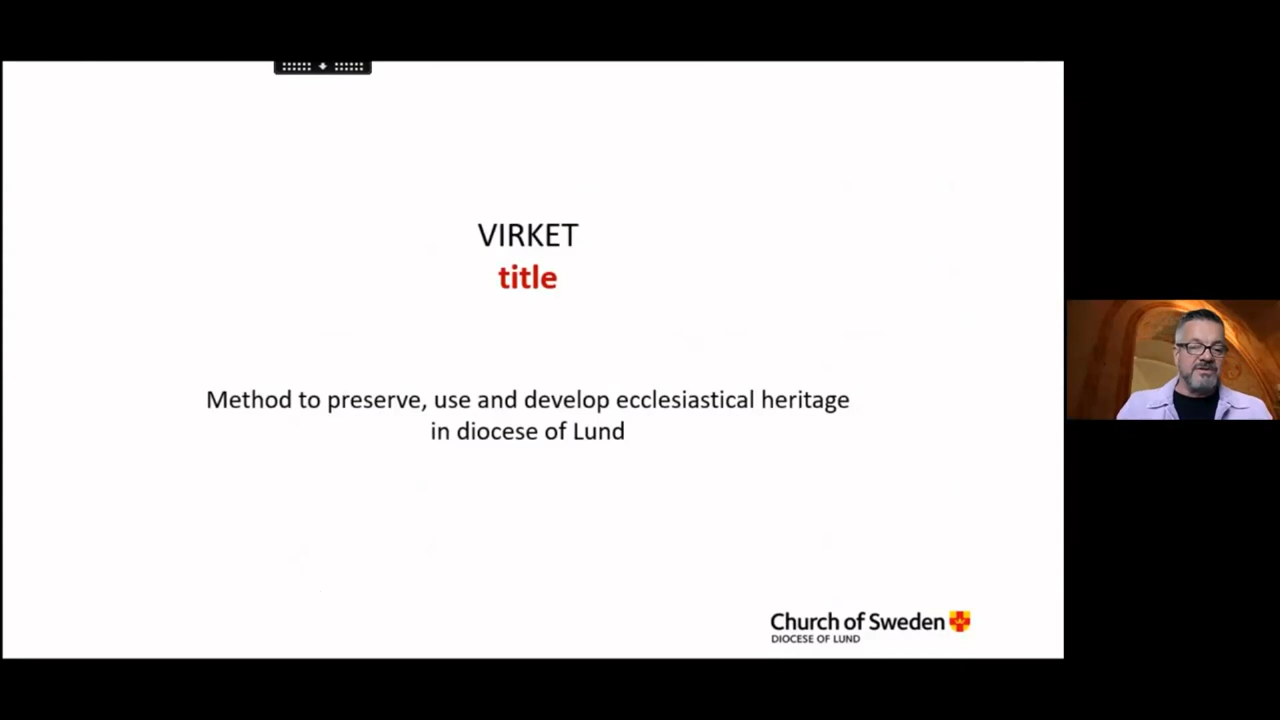 VIRKET
title
Method to preserve, use and develop ecclesiastical heritage
in diocese of Lund
Church of Sweden
DIOCESE OF LUND